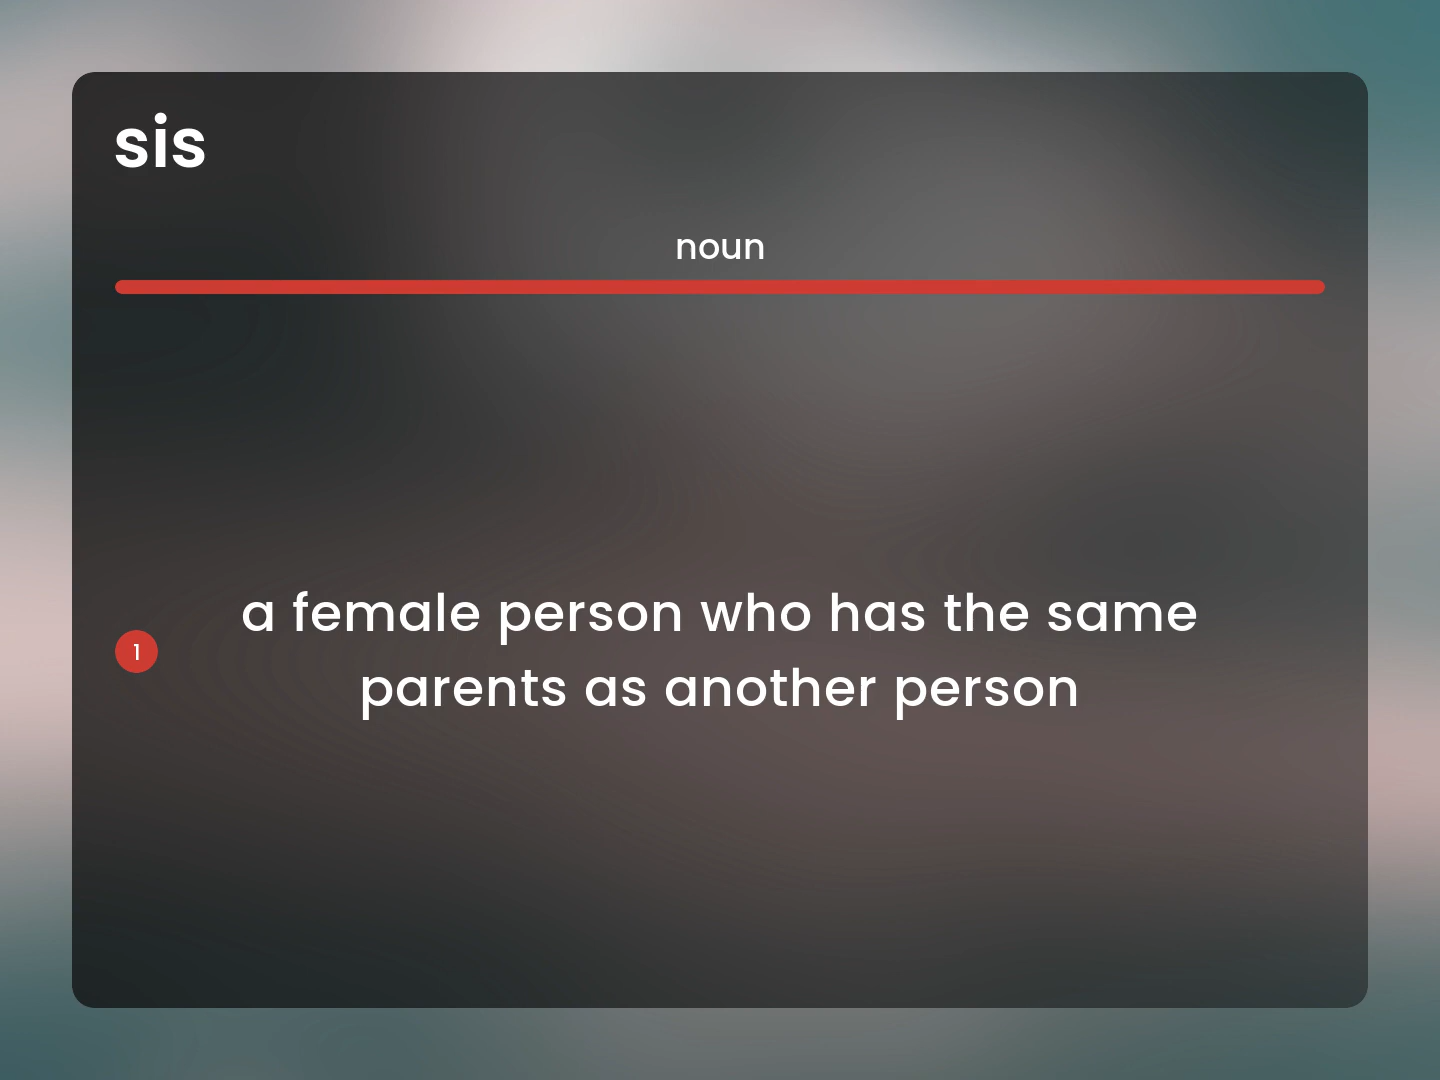 sis
noun
1
a female person who has the same
parents as another person